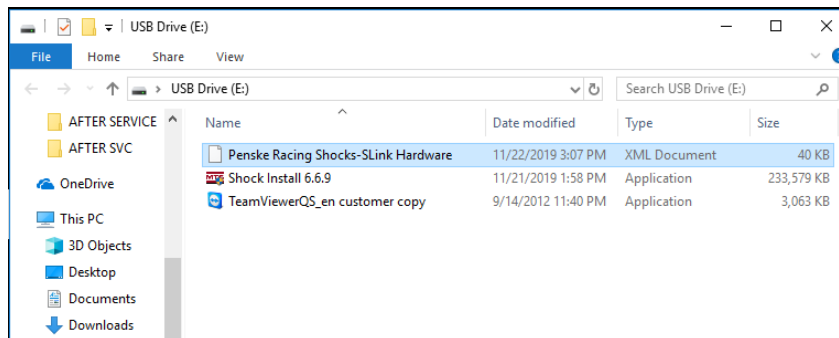 USB Drive (E:)
File Home Share View
USB Drive (E:) Search USB Drive (E:)
AFTER SERVICE
AFTER SVC
OneDrive
This PC
3D Objects
Desktop
Documents
Downloads
Name Date modified Type Size
Penske Racing Shocks-SLink Hardware 11/22/2019 3:07 PM XML Document 40 KB
Shock Install 6.6.9 11/21/2019 1:58 PM Application 233,579 KB
TeamViewerQS_en customer copy 9/14/2012 11:40 PM Application 3,063 KB